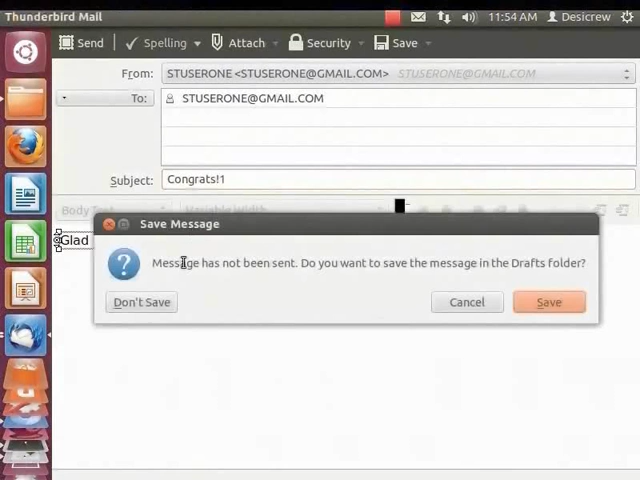 Thunderbird Mail
11:54 AM
Desicrew
Send
Spelling
Attach
Security
Save
From: STUSERONE <STUSERONE@GMAIL.COM> STUSERONE@GMAIL.COM
To: STUSERONE@GMAIL.COM
Subject: Congrats!1
Body Text
Variable Width
Glad
Save Message
Message has not been sent. Do you want to save the message in the Drafts folder?
Don't Save
Cancel
Save